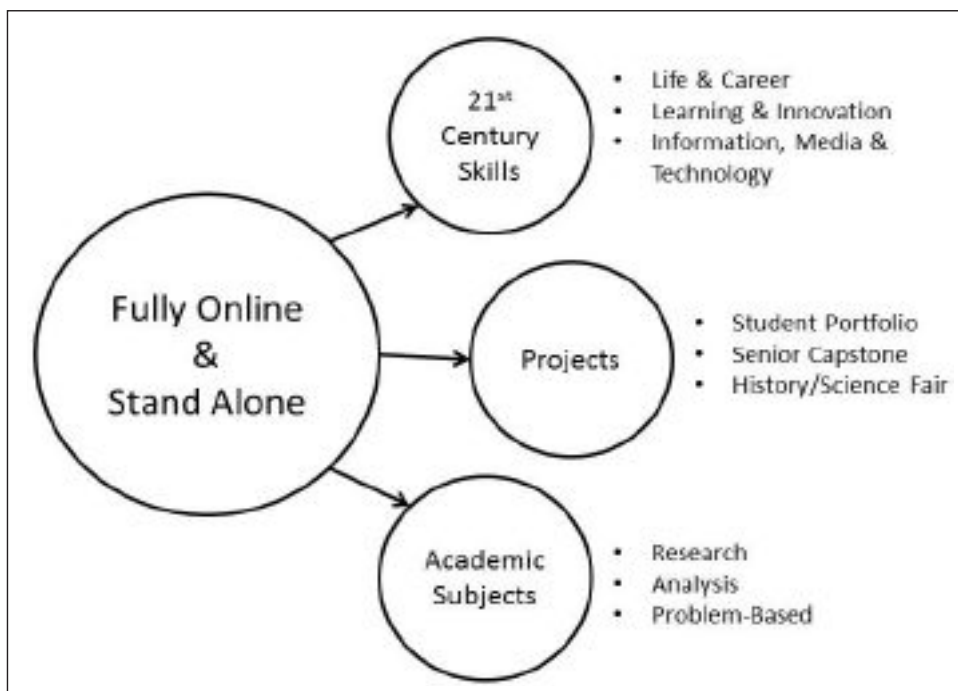 21st
Century
Skills
• Life & Career
• Learning & Innovation
• Information, Media &
Technology
Fully Online
&
Stand Alone
Projects
• Student Portfolio
• Senior Capstone
• History/Science Fair
Academic
Subjects
• Research
• Analysis
• Problem-Based